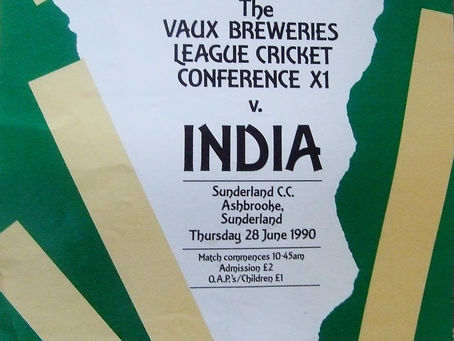 The
VAUX BREWERIES
LEAGUE CRICKET
CONFERENCE X1
v.
INDIA
Sunderland C.C.
Ashbrooke,
Sunderland
Thursday 28 June 1990
Match commences 10·45am
Admission £2
O.A.P.'s/Children £1